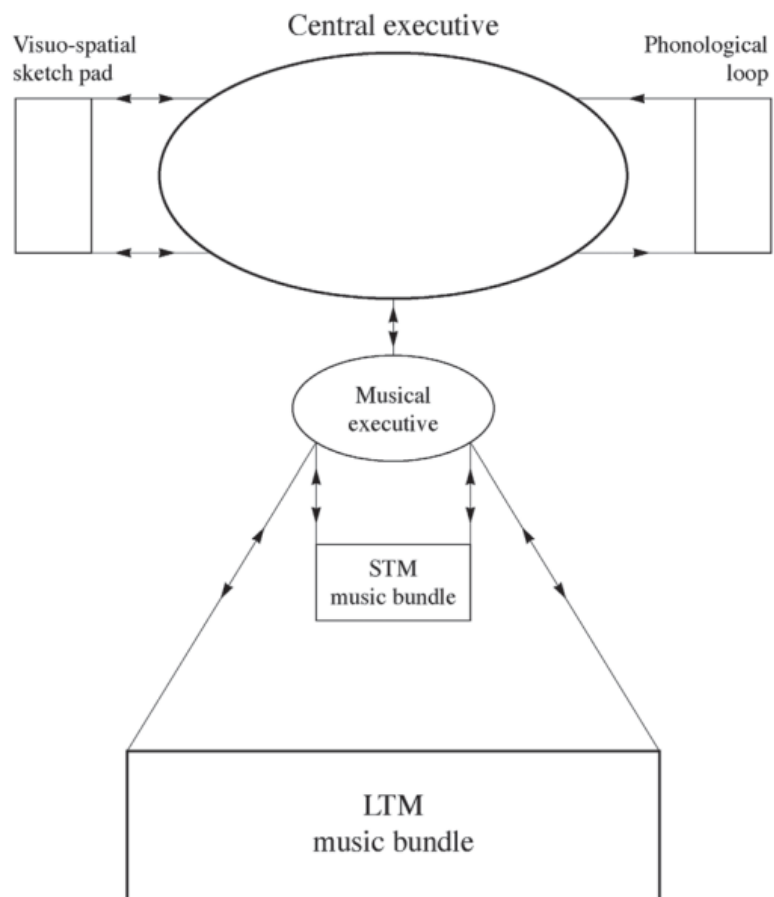 Central executive
Visuo-spatial
sketch pad
Phonological
loop
Musical
executive
STM
music bundle
LTM
music bundle